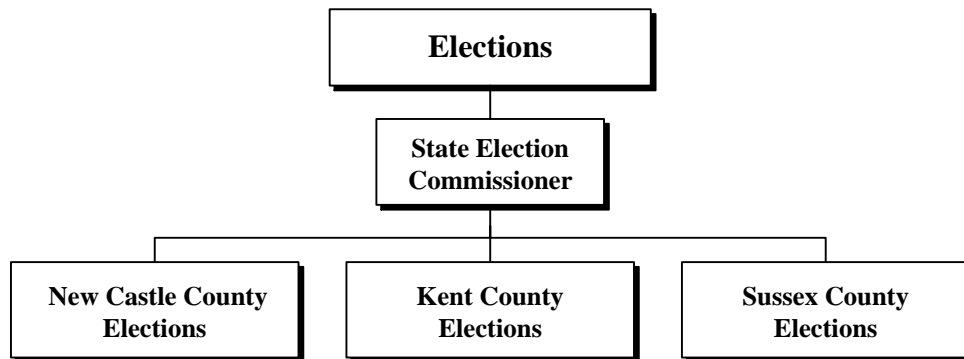 Elections
State Election
Commissioner
New Castle County
Elections
Kent County
Elections
Sussex County
Elections